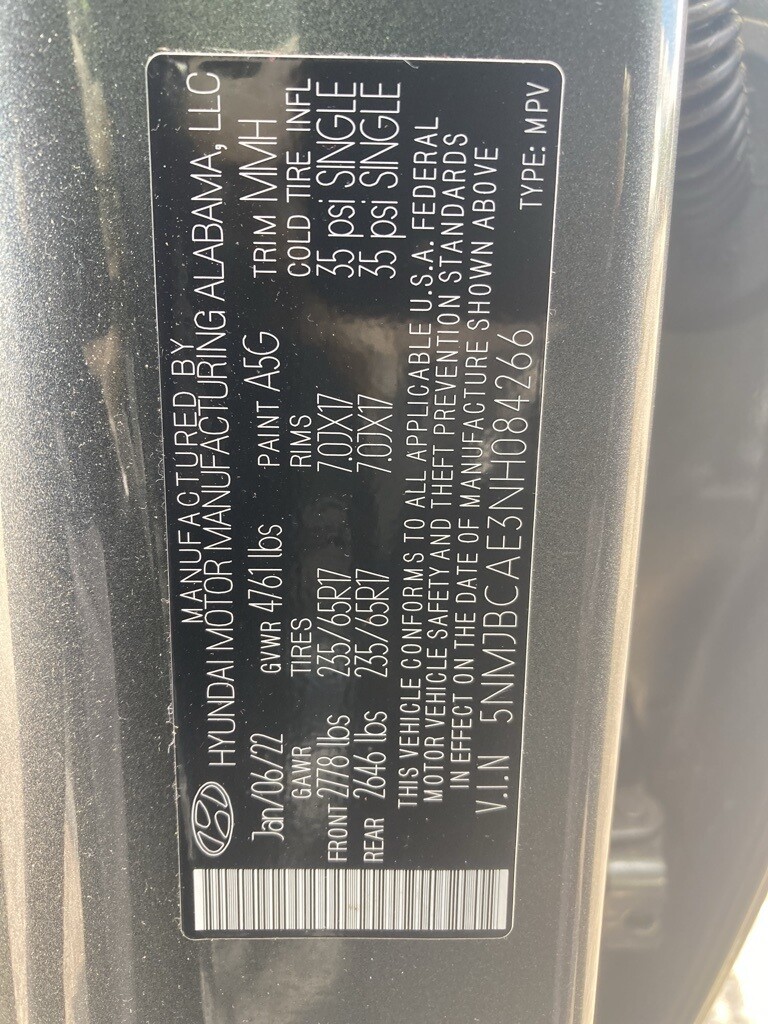 MANUFACTURED BY
HYUNDAI MOTOR MANUFACTURING ALABAMA, LLC
Jan/06/22 GVWR 4761 lbs PAINT A5G TRIM MMH
GAWR TIRES RIMS COLD TIRE INFL
FRONT 2778 lbs 235/65R17 7.0JX17 35 psi SINGLE
REAR 2646 lbs 235/65R17 7.0JX17 35 psi SINGLE
THIS VEHICLE CONFORMS TO ALL APPLICABLE U.S.A. FEDERAL
MOTOR VEHICLE SAFETY AND THEFT PREVENTION STANDARDS
IN EFFECT ON THE DATE OF MANUFACTURE SHOWN ABOVE
V.I.N 5NMJBCAE3NH084266
TYPE: MPV